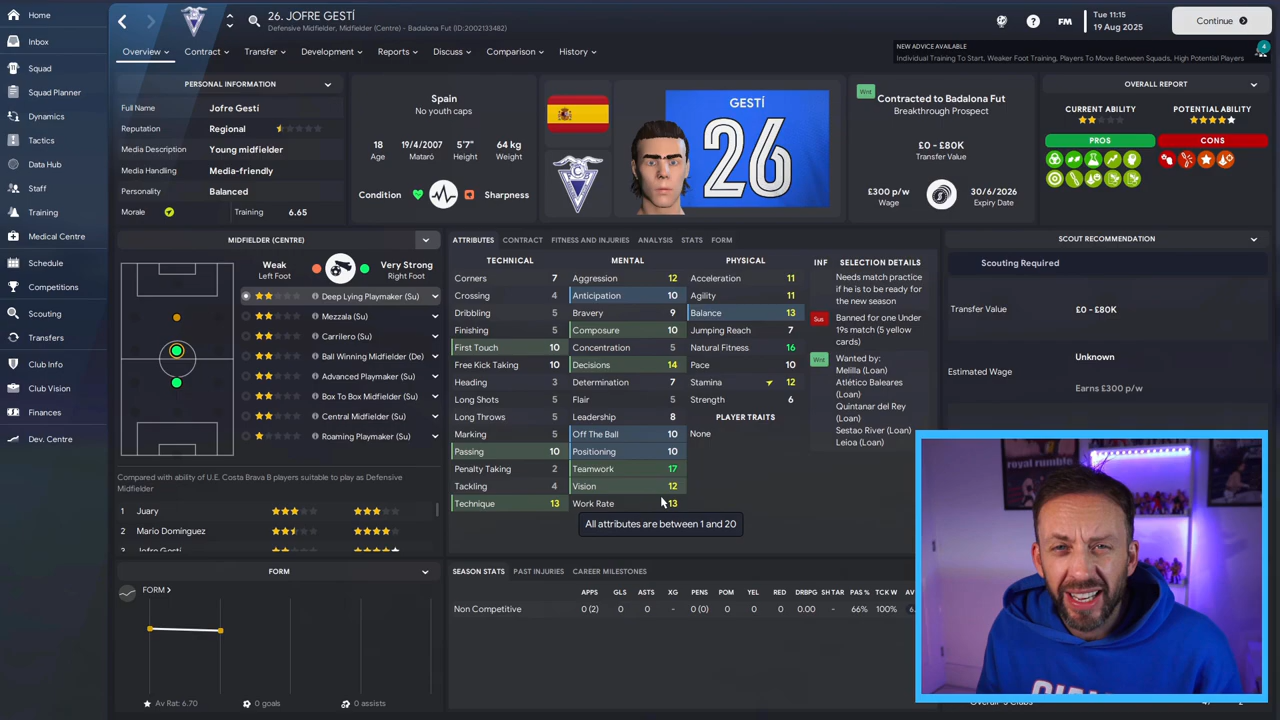 Home
Inbox
Squad
Squad Planner
Dynamics
Tactics
Data Hub
Staff
Training
Medical Centre
Schedule
Competitions
Scouting
Transfers
Club Info
Club Vision
Finances
Dev. Centre
26. JOFRE GESTÍ
Defensive Midfielder, Midfielder (Centre) - Badalona Fut (ID:2002133482)
FM
Tue 11:15
19 Aug 2025
Continue
Overview
Contract
Transfer
Development
Reports
Discuss
Comparison
History
NEW ADVICE AVAILABLE
4
Individual Training To Start, Weaker Foot Training, Players To Move Between Squads, High Potential Players
PERSONAL INFORMATION
Full Name Jofre Gestí
Reputation Regional
Media Description Young midfielder
Media Handling Media-friendly
Personality Balanced
Morale Training 6.65
Spain
No youth caps
18 19/4/2007 5'7" 64 kg
Age Mataró Height Weight
Condition Sharpness
GESTÍ
26
Wnt
Contracted to Badalona Fut
Breakthrough Prospect
£0 - £80K
Transfer Value
£300 p/w 30/6/2026
Wage Expiry Date
OVERALL REPORT
CURRENT ABILITY POTENTIAL ABILITY
PROS CONS
MIDFIELDER (CENTRE)
Weak Very Strong
Left Foot Right Foot
Deep Lying Playmaker (Su)
Mezzala (Su)
Carrilero (Su)
Ball Winning Midfielder (De)
Advanced Playmaker (Su)
Box To Box Midfielder (Su)
Central Midfielder (Su)
Roaming Playmaker (Su)
Compared with ability of U.E. Costa Brava B players used to play as Defensive
Midfielder
1 Juary
2 Mario Domínguez
3 Jofre Gestí
FORM
FORM
Av Rat: 6.70 0 goals 0 assists
ATTRIBUTES CONTRACT FITNESS AND INJURIES ANALYSIS STATS FORM
TECHNICAL
Corners 7
Crossing 4
Dribbling 5
Finishing 5
First Touch 10
Free Kick Taking 10
Heading 3
Long Shots 5
Long Throws 5
Marking 5
Passing 10
Penalty Taking 2
Tackling 4
Technique 13
MENTAL
Aggression 12
Anticipation 10
Bravery 9
Composure 10
Concentration 5
Decisions 14
Determination 7
Flair 5
Leadership 8
Off The Ball 10
Positioning 10
Teamwork 17
Vision 12
Work Rate 13
All attributes are between 1 and 20
PHYSICAL
Acceleration 11
Agility 11
Balance 13
Jumping Reach 7
Natural Fitness 16
Pace 10
Stamina 12
Strength 6
PLAYER TRAITS
None
INF SELECTION DETAILS
Needs match practice
if he is to be ready for
the new season
Sus Banned for one Under
19s match (5 yellow
cards)
Wnt Wanted by:
Melilla (Loan)
Atlético Baleares
(Loan)
Quintanar del Rey
(Loan)
Sestao River (Loan)
Leioa (Loan)
SCOUT RECOMMENDATION
Scouting Required
Transfer Value £0 - £80K
Unknown
Estimated Wage
Earns £300 p/w
SEASON STATS PAST INJURIES CAREER MILESTONES
APPS GLS ASTS XG PENS POM YEL RED DRBPG SH TAR PAS % TCK W
Non Competitive 0 (2) 0 0 - 0 (0) 0 0 0 0.00 - 66% 100%
royal rumble